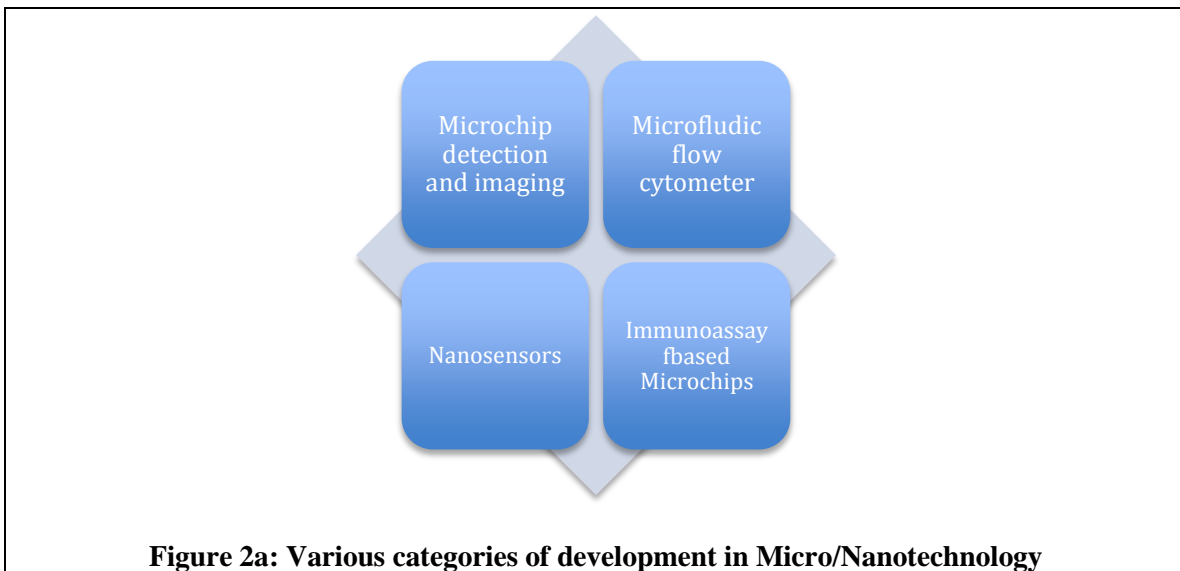 Microchip
detection
and imaging
Microfludic
flow
cytometer
Nanosensors
Immunoassay
fbased
Microchips
Figure 2a: Various categories of development in Micro/Nanotechnology